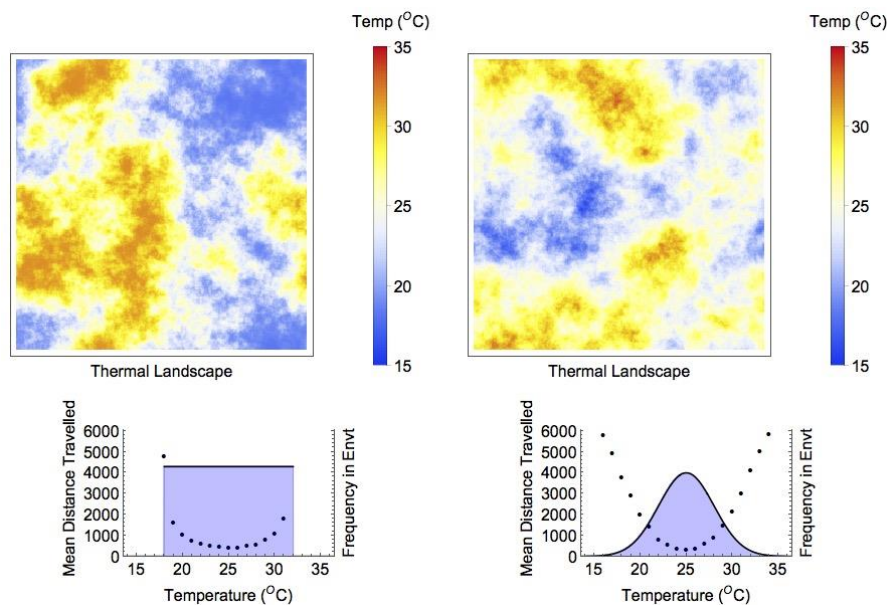 Temp (°C)
35
30
25
20
15
Thermal Landscape
Temp (°C)
35
30
25
20
15
Thermal Landscape
Mean Distance Travelled
6000
5000
4000
3000
2000
1000
0
15 20 25 30 35
Temperature (°C)
Frequency in Envt
Mean Distance Travelled
6000
5000
4000
3000
2000
1000
0
15 20 25 30 35
Temperature (°C)
Frequency in Envt